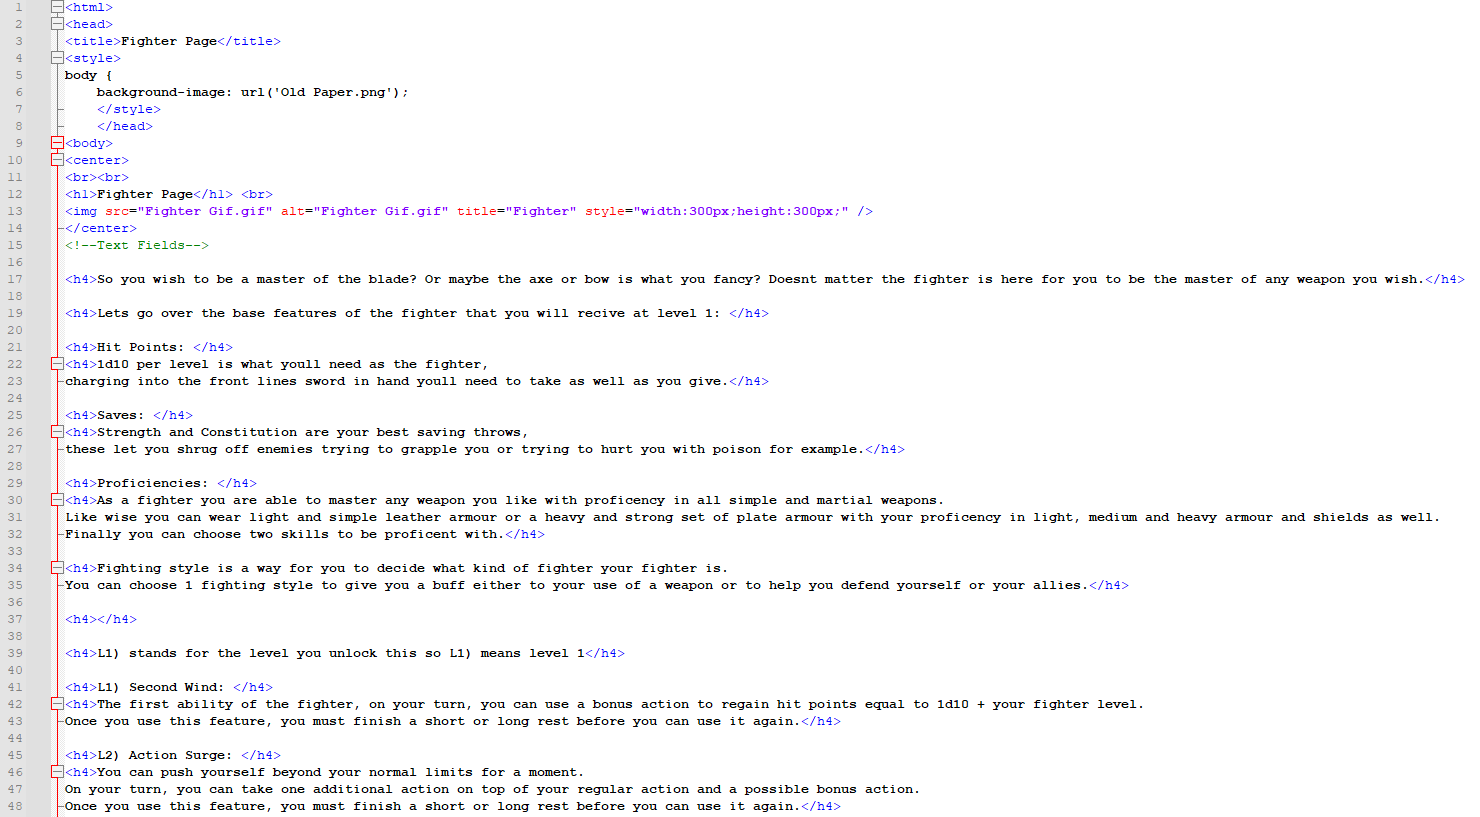 1 <html>
2 <head>
3 <title>Fighter Page</title>
4 <style>
5 body {
6 background-image: url('Old Paper.png');
7 </style>
8 </head>
9 <body>
10 <center>
11 <br><br>
12 <h1>Fighter Page</h1> <br>
13 <img src="Fighter Gif.gif" alt="Fighter Gif.gif" title="Fighter" style="width:300px;height:300px;" />
14 </center>
15 <!--Text Fields-->
16
17 <h4>So you wish to be a master of the blade? Or maybe the axe or bow is what you fancy? Doesnt matter the fighter is here for you to be the master of any weapon you wish.</h4>
18
19 <h4>Lets go over the base features of the fighter that you will recive at level 1: </h4>
20
21 <h4>Hit Points: </h4>
22 <h4>1d10 per level is what youll need as the fighter,
23 charging into the front lines sword in hand youll need to take as well as you give.</h4>
24
25 <h4>Saves: </h4>
26 <h4>Strength and Constitution are your best saving throws,
27 these let you shrug off enemies trying to grapple you or trying to hurt you with poison for example.</h4>
28
29 <h4>Proficiencies: </h4>
30 <h4>As a fighter you are able to master any weapon you like with proficency in all simple and martial weapons.
31 Like wise you can wear light and simple leather armour or a heavy and strong set of plate armour with your proficency in light, medium and heavy armour and shields as well.
32 Finally you can choose two skills to be proficent with.</h4>
33
34 <h4>Fighting style is a way for you to decide what kind of fighter your fighter is.
35 You can choose 1 fighting style to give you a buff either to your use of a weapon or to help you defend yourself or your allies.</h4>
36
37 <h4></h4>
38
39 <h4>L1) stands for the level you unlock this so L1) means level 1</h4>
40
41 <h4>L1) Second Wind: </h4>
42 <h4>The first ability of the fighter, on your turn, you can use a bonus action to regain hit points equal to 1d10 + your fighter level.
43 Once you use this feature, you must finish a short or long rest before you can use it again.</h4>
44
45 <h4>L2) Action Surge: </h4>
46 <h4>You can push yourself beyond your normal limits for a moment.
47 On your turn, you can take one additional action on top of your regular action and a possible bonus action.
48 Once you use this feature, you must finish a short or long rest before you can use it again.</h4>